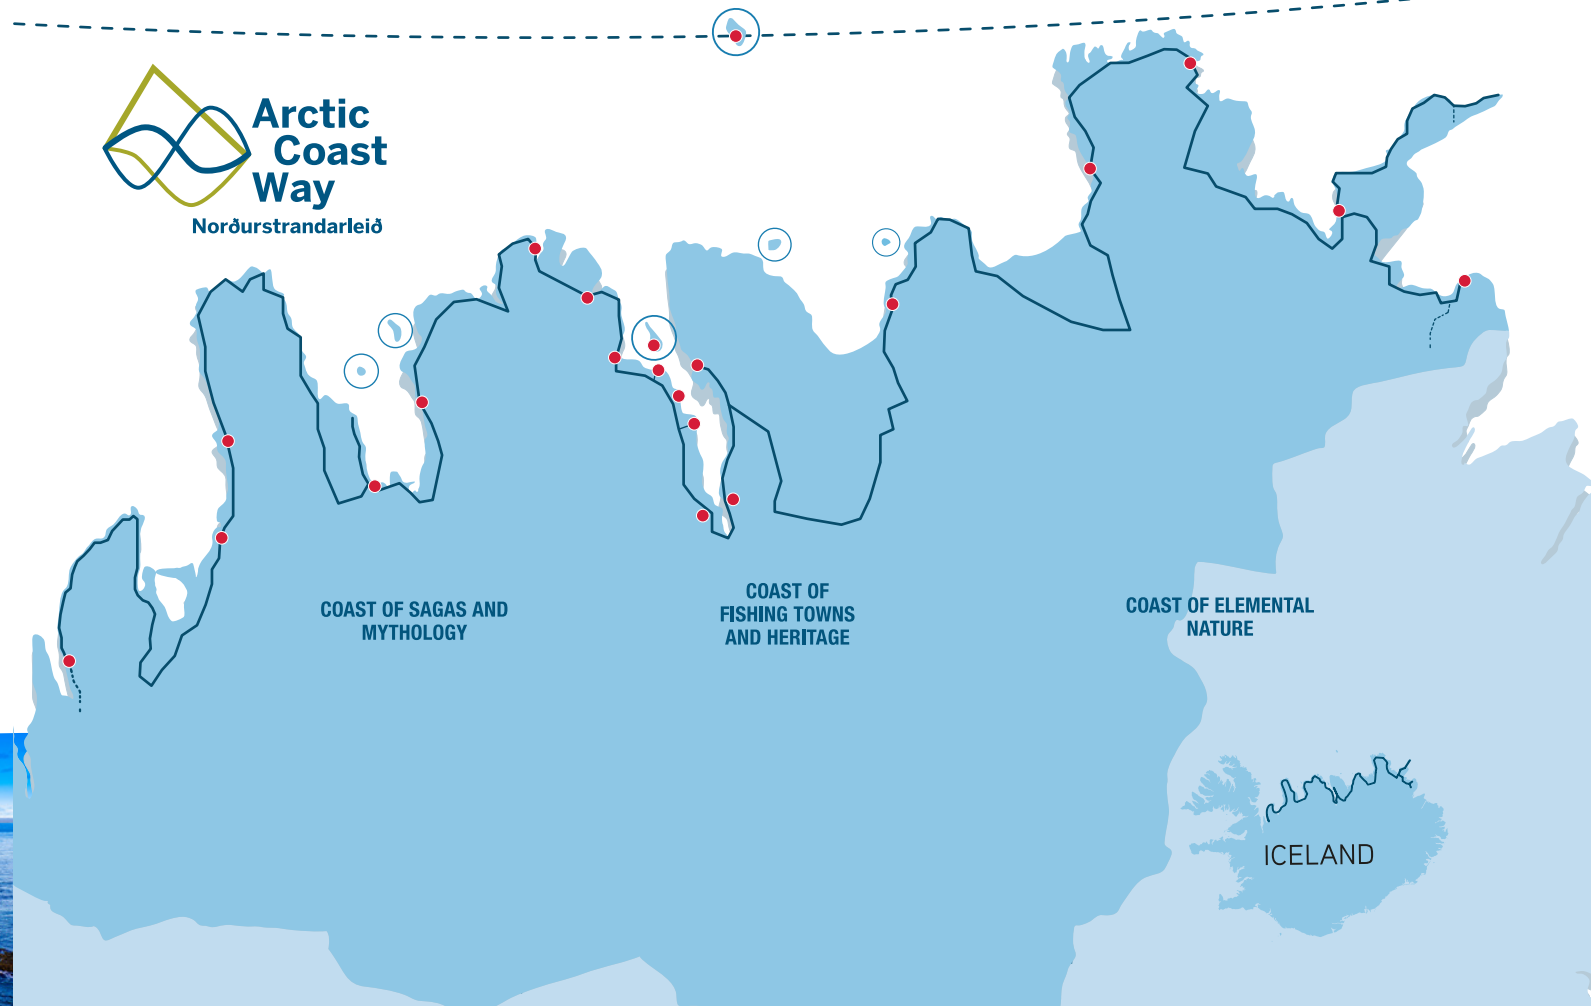 Arctic
Coast
Way
Norðurstrandarleið
COAST OF SAGAS AND
MYTHOLOGY
COAST OF
FISHING TOWNS
AND HERITAGE
COAST OF ELEMENTAL
NATURE
ICELAND